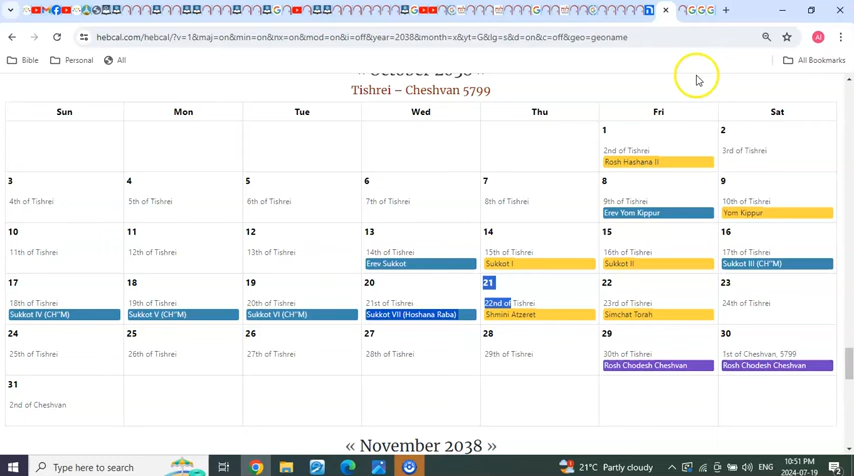 hebcal.com/hebcal/?v=1&maj=on&min=on&nx=on&mod=on&i=off&year=2038&month=x&yt=G&lg=s&d=on&c=off&geo=geoname
Bible Personal All All Bookmarks
« October 2038 »
Tishrei – Cheshvan 5799
Sun Mon Tue Wed Thu Fri Sat
1 2
2nd of Tishrei 3rd of Tishrei
Rosh Hashana II
3 4 5 6 7 8 9
4th of Tishrei 5th of Tishrei 6th of Tishrei 7th of Tishrei 8th of Tishrei 9th of Tishrei 10th of Tishrei
Erev Yom Kippur Yom Kippur
10 11 12 13 14 15 16
11th of Tishrei 12th of Tishrei 13th of Tishrei 14th of Tishrei 15th of Tishrei 16th of Tishrei 17th of Tishrei
Erev Sukkot Sukkot I Sukkot II Sukkot III (CH''M)
17 18 19 20 21 22 23
18th of Tishrei 19th of Tishrei 20th of Tishrei 21st of Tishrei 22nd of Tishrei 23rd of Tishrei 24th of Tishrei
Sukkot IV (CH''M) Sukkot V (CH''M) Sukkot VI (CH''M) Sukkot VII (Hoshana Raba) Shmini Atzeret Simchat Torah
24 25 26 27 28 29 30
25th of Tishrei 26th of Tishrei 27th of Tishrei 28th of Tishrei 29th of Tishrei 30th of Tishrei 1st of Cheshvan, 5799
Rosh Chodesh Cheshvan Rosh Chodesh Cheshvan
31
2nd of Cheshvan
« November 2038 »
Type here to search
21°C Partly cloudy
ENG
10:51 PM
2024-07-19